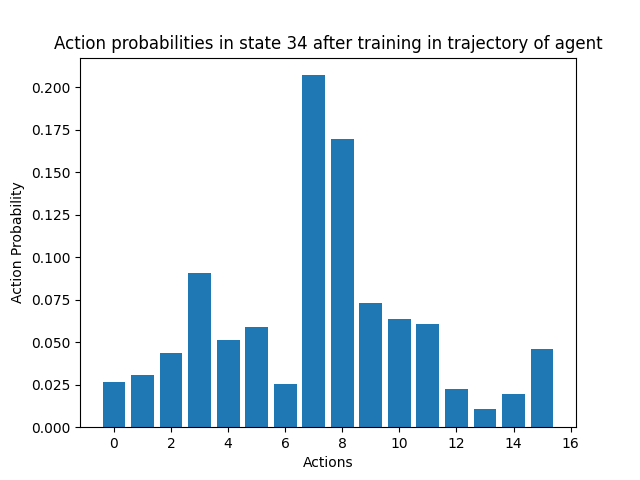 Action probabilities in state 34 after training in trajectory of agent
0.200
0.175
0.150
0.125
0.100
0.075
0.050
0.025
0.000
Action Probability
0 2 4 6 8 10 12 14 16
Actions